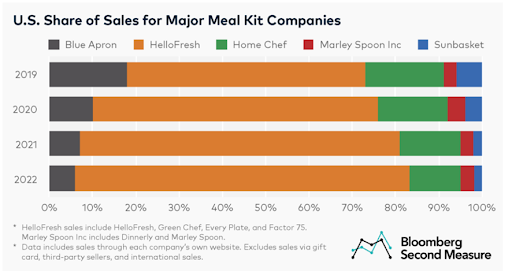 U.S. Share of Sales for Major Meal Kit Companies
Blue Apron HelloFresh Home Chef Marley Spoon Inc Sunbasket
2019
2020
2021
2022
0% 10% 20% 30% 40% 50% 60% 70% 80% 90% 100%
* HelloFresh sales include HelloFresh, Green Chef, Every Plate, and Factor 75.
Marley Spoon Inc includes Dinnerly and Marley Spoon.
* Data includes sales through each company's own website. Excludes sales via gift
card, third-party sellers, and international sales.
Bloomberg
Second Measure